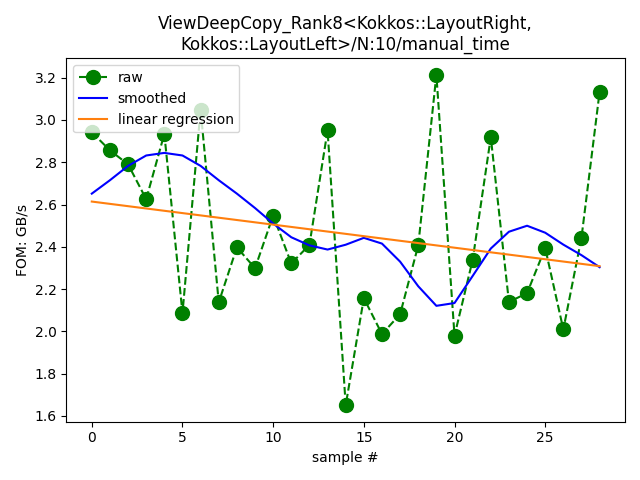 ViewDeepCopy_Rank8<Kokkos::LayoutRight,
Kokkos::LayoutLeft>/N:10/manual_time
raw
smoothed
linear regression
FOM: GB/s
3.2
3.0
2.8
2.6
2.4
2.2
2.0
1.8
1.6
0
5
10
15
20
25
sample #